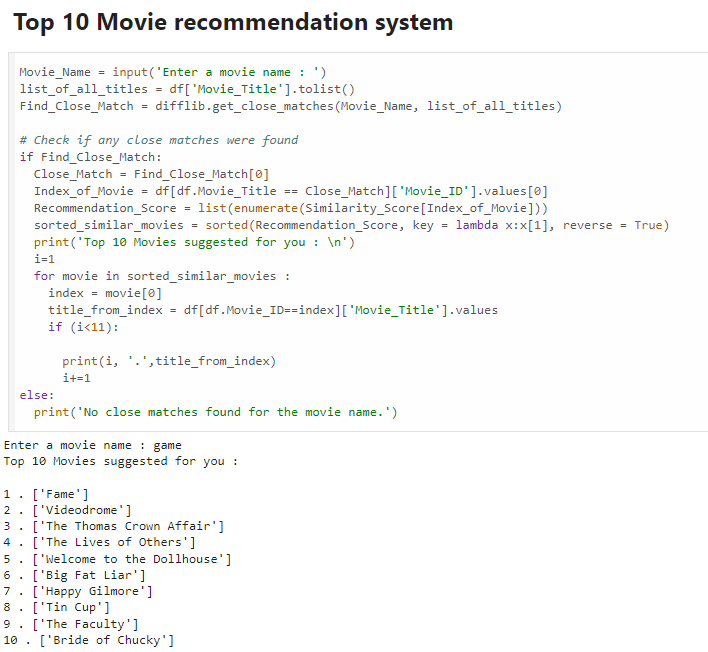 Top 10 Movie recommendation system
Movie_Name = input('Enter a movie name : ')
list_of_all_titles = df['Movie_Title'].tolist()
Find_Close_Match = difflib.get_close_matches(Movie_Name, list_of_all_titles)
# Check if any close matches were found
if Find_Close_Match:
  Close_Match = Find_Close_Match[0]
  Index_of_Movie = df[df.Movie_Title == Close_Match]['Movie_ID'].values[0]
  Recommendation_Score = list(enumerate(Similarity_Score[Index_of_Movie]))
  sorted_similar_movies = sorted(Recommendation_Score, key = lambda x:x[1], reverse = True)
  print('Top 10 Movies suggested for you : \n')
  i=1
  for movie in sorted_similar_movies :
    index = movie[0]
    title_from_index = df[df.Movie_ID==index]['Movie_Title'].values
    if (i<11):
      print(i, '.',title_from_index)
      i+=1
else:
  print('No close matches found for the movie name.')
Enter a movie name : game
Top 10 Movies suggested for you :
1 . ['Fame']
2 . ['Videodrome']
3 . ['The Thomas Crown Affair']
4 . ['The Lives of Others']
5 . ['Welcome to the Dollhouse']
6 . ['Big Fat Liar']
7 . ['Happy Gilmore']
8 . ['Tin Cup']
9 . ['The Faculty']
10 . ['Bride of Chucky']